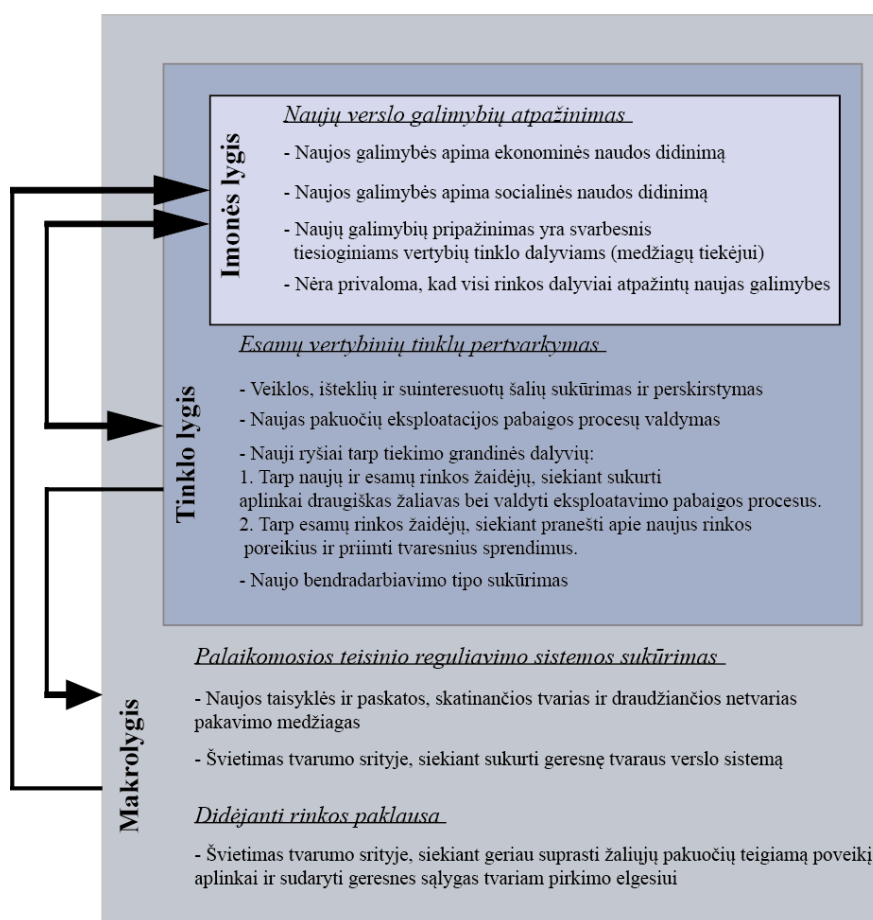 Naujų verslo galimybių atpažinimas
- Naujos galimybės apima ekonominės naudos didinimą
- Naujos galimybės apima socialinės naudos didinimą
- Naujų galimybių pripažinimas yra svarbesnis
tiesioginiams vertybių tinklo dalyviams (medžiagų tiekėjui)
- Nėra privaloma, kad visi rinkos dalyviai atpažintų naujas galimybes
Imonės lygis
Esamų vertybinių tinklų pertvarkymas
- Veiklos, išteklių ir suinteresuotų šalių sukūrimas ir perskirstymas
- Naujas pakuočių eksploatacijos pabaigos procesų valdymas
- Nauji ryšiai tarp tiekimo grandinės dalyvių:
1. Tarp naujų ir esamų rinkos žaidėjų, siekiant sukurti
aplinkai draugiškas žaliavas bei valdyti eksploatavimo pabaigos procesus.
2. Tarp esamų rinkos žaidėjų, siekiant pranešti apie naujus rinkos
poreikius ir priimti tvaresnius sprendimus.
- Naujo bendradarbiavimo tipo sukūrimas
Tinklo lygis
Palaikomosios teisinio reguliavimo sistemos sukūrimas
- Naujos taisyklės ir paskatos, skatinančios tvarias ir draudžiančios netvarias
pakavimo medžiagas
- Švietimas tvarumo srityje, siekiant sukurti geresnę tvaraus verslo sistemą
Didėjanti rinkos paklausa
- Švietimas tvarumo srityje, siekiant geriau suprasti žaliųjų pakuočių teigiamą poveikį
aplinkai ir sudaryti geresnes sąlygas tvariam pirkimo elgesiui
Makrolygis